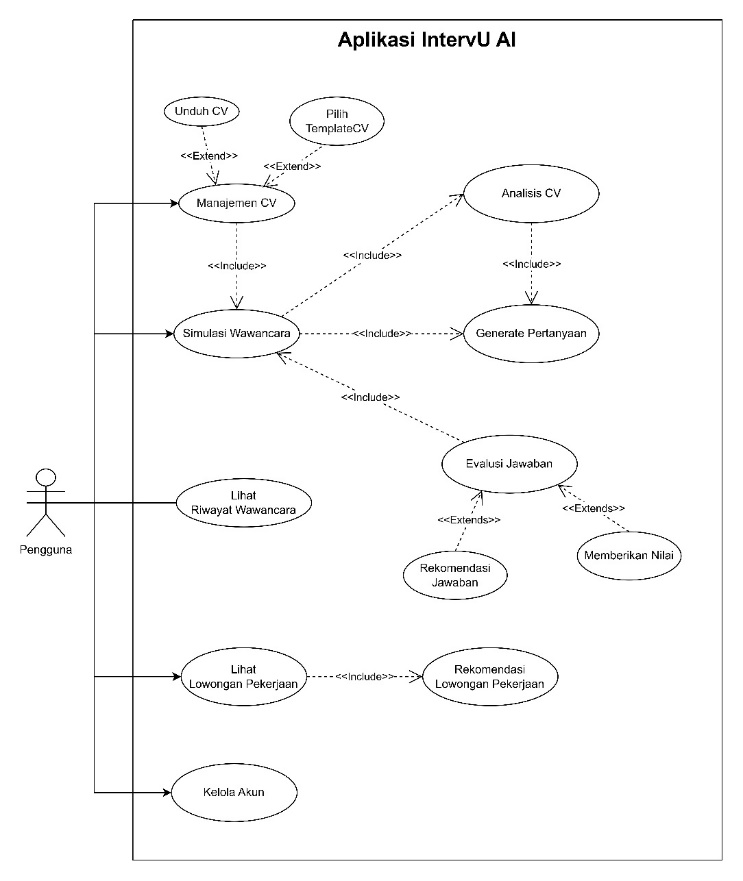 Aplikasi IntervU AI
Unduh CV
Pilih
TemplateCV
<<Extend>>
<<Extend>>
Manajemen CV
Analisis CV
<<Include>>
<<Include>>
<<Include>>
Simulasi Wawancara
<<Include>>
Generate Pertanyaan
<<Include>>
Evalusi Jawaban
Lihat
Riwayat Wawancara
<<Extends>>
<<Extends>>
Pengguna
Rekomendasi
Jawaban
Memberikan Nilai
Lihat
Lowongan Pekerjaan
<<Include>>
Rekomendasi
Lowongan Pekerjaan
Kelola Akun